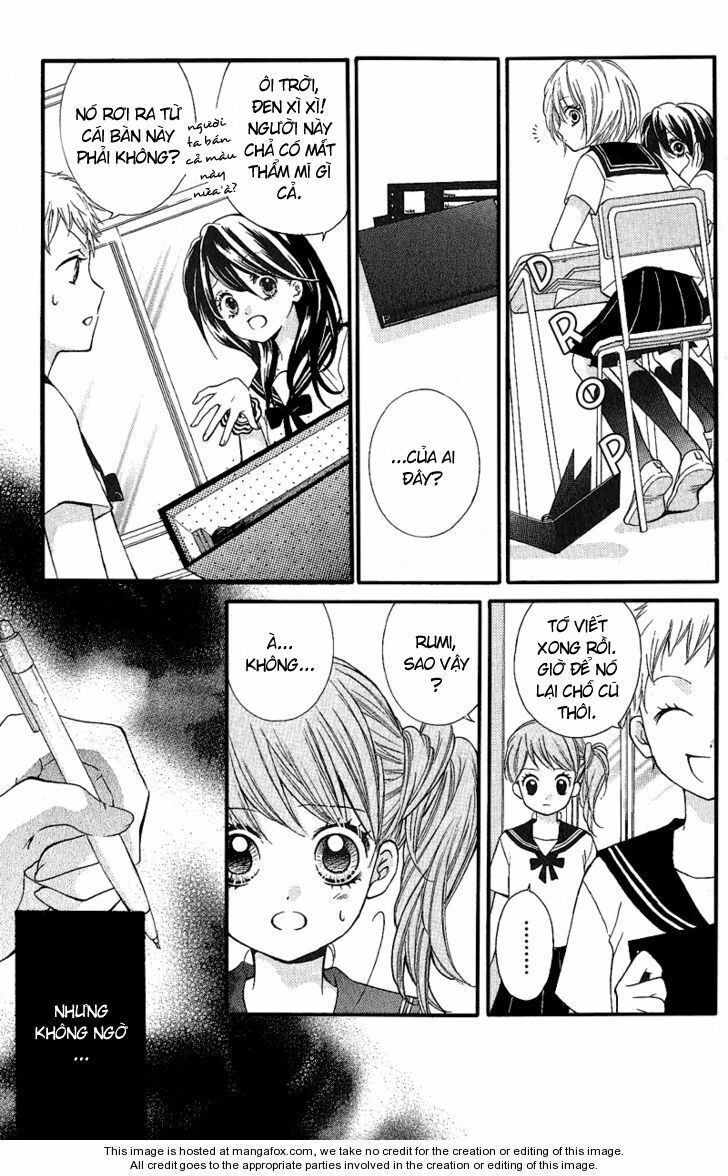 DROP
...CỦA AI
ĐÂY?
ÔI TRỜI,
ĐEN XÌ XÌ!
NGƯỜI NÀY
CHẢ CÓ MẮT
THẨM MĨ GÌ
CẢ.
người
ta bán
cả màu
này
nữa à?
NÓ RƠI RA TỪ
CÁI BÀN NÀY
PHẢI KHÔNG?
TỚ VIẾT
XONG RỒI.
GIỜ ĐỂ NÓ
LẠI CHỖ CŨ
THÔI.
.........
RUMI,
SAO VẬY
?
À...
KHÔNG...
NHƯNG
KHÔNG NGỜ
...
This image is hosted at mangafox.com, we take no credit for the creation or editing of this image.
All credit goes to the appropriate parties involved in the creation and editing of this image.